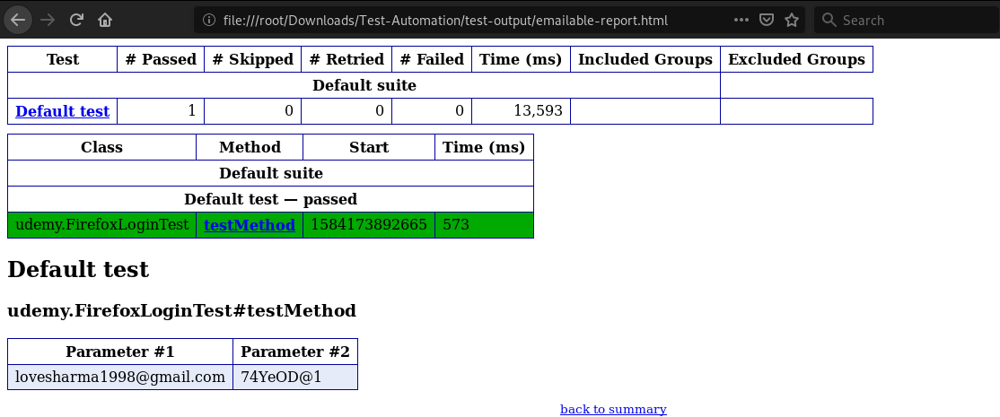 file:///root/Downloads/Test-Automation/test-output/emailable-report.html Search
Test # Passed # Skipped # Retried # Failed Time (ms) Included Groups Excluded Groups
Default suite
Default test 1 0 0 0 13,593
Class Method Start Time (ms)
Default suite
Default test — passed
udemy.FirefoxLoginTest testMethod 1584173892665 573
Default test
udemy.FirefoxLoginTest#testMethod
Parameter #1 Parameter #2
lovesharma1998@gmail.com 74YeOD@1
back to summary